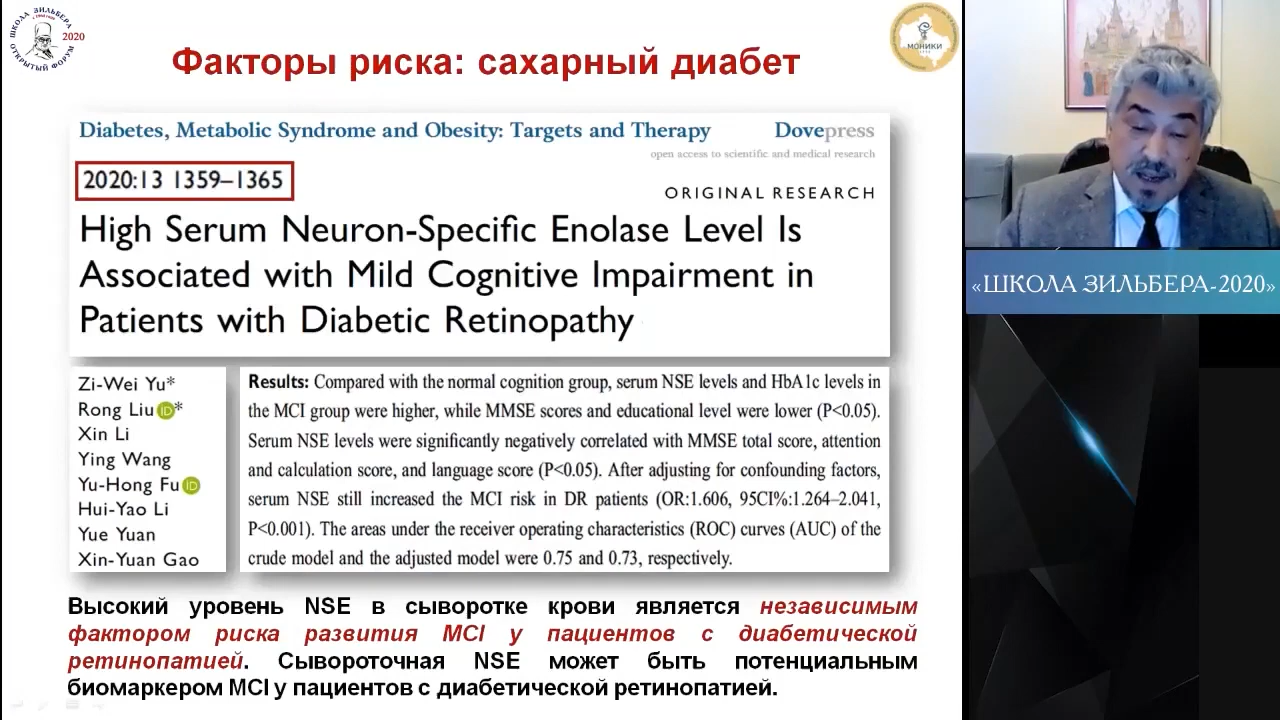 ШКОЛА ЗИЛЬБЕРА
2020
ОТКРЫТЫЙ ФОРУМ
Факторы риска: сахарный диабет
МОНИКИ
Diabetes, Metabolic Syndrome and Obesity: Targets and Therapy
Dovepress
open access to scientific and medical research
2020:13 1359–1365
ORIGINAL RESEARCH
High Serum Neuron-Specific Enolase Level Is
Associated with Mild Cognitive Impairment in
Patients with Diabetic Retinopathy
Zi-Wei Yu*
Rong Liu iD*
Xin Li
Ying Wang
Yu-Hong Fu iD
Hui-Yao Li
Yue Yuan
Xin-Yuan Gao
Results: Compared with the normal cognition group, serum NSE levels and HbA1c levels in
the MCI group were higher, while MMSE scores and educational level were lower (P<0.05).
Serum NSE levels were significantly negatively correlated with MMSE total score, attention
and calculation score, and language score (P<0.05). After adjusting for confounding factors,
serum NSE still increased the MCI risk in DR patients (OR:1.606, 95CI%:1.264–2.041,
P<0.001). The areas under the receiver operating characteristics (ROC) curves (AUC) of the
crude model and the adjusted model were 0.75 and 0.73, respectively.
Высокий уровень NSE в сыворотке крови является независимым
фактором риска развития MCI у пациентов с диабетической
ретинопатией. Сывороточная NSE может быть потенциальным
биомаркером MCI у пациентов с диабетической ретинопатией.
«ШКОЛА ЗИЛЬБЕРА-2020»